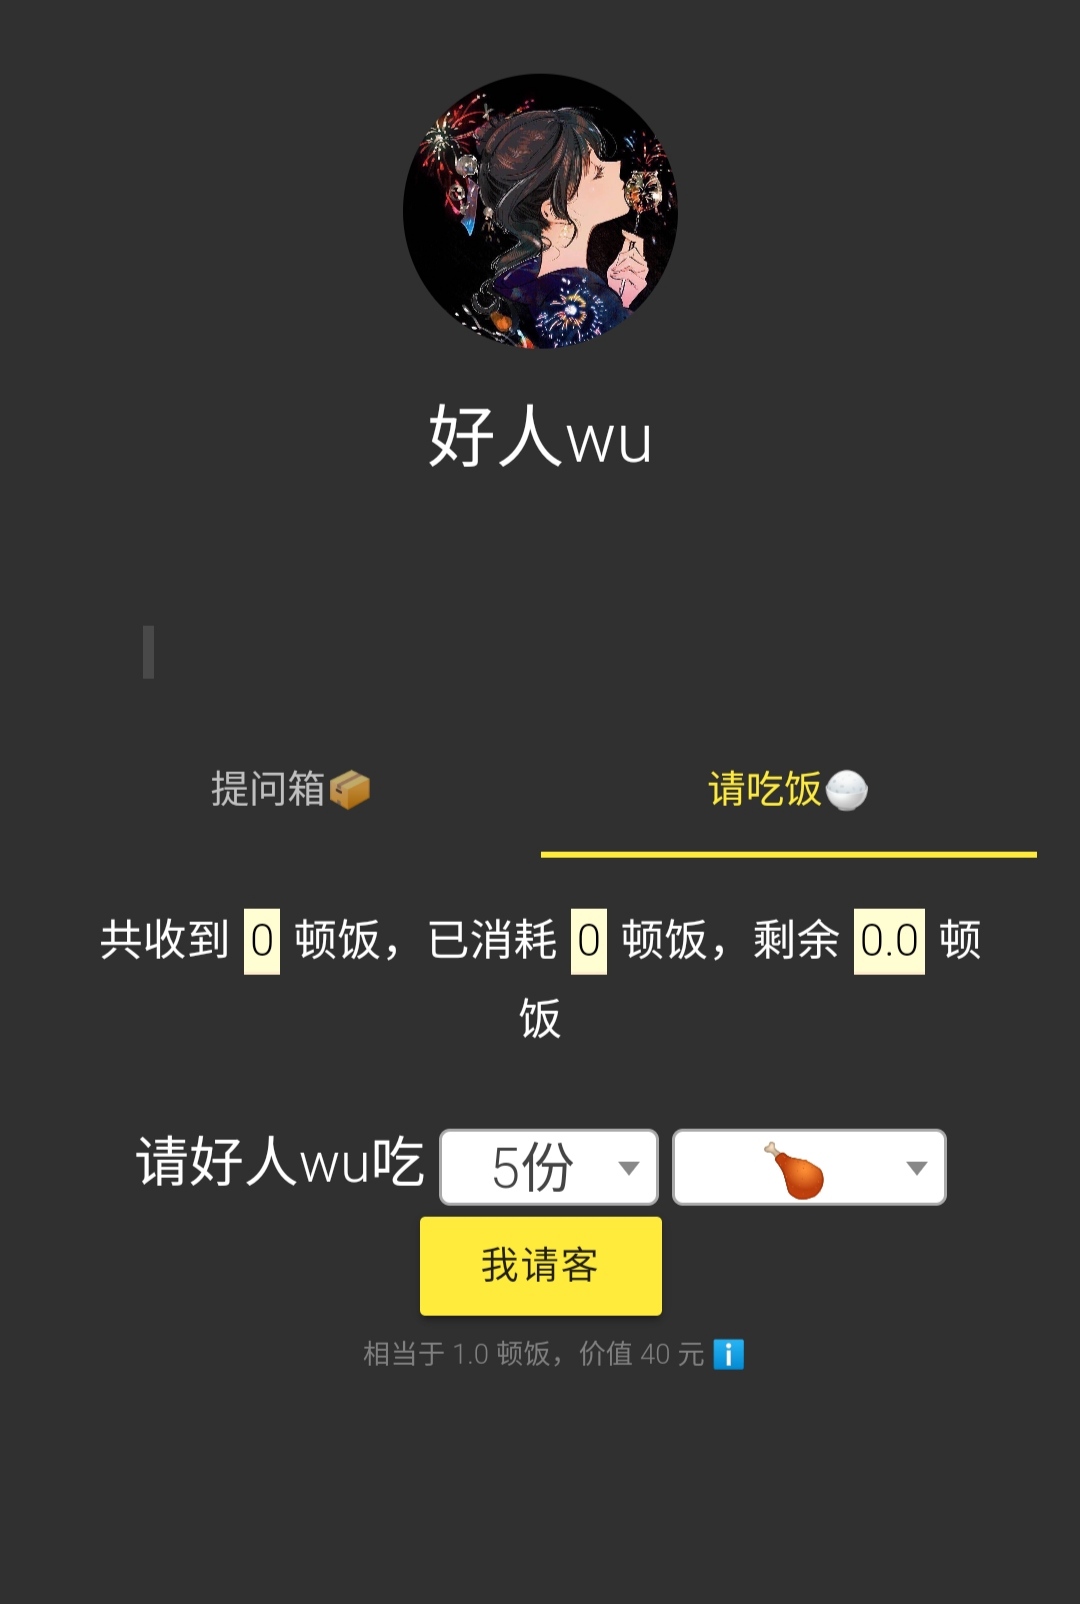 好人wu
提问箱📦
请吃饭🍚
共收到 0 顿饭，已消耗 0 顿饭，剩余 0.0 顿
饭
请好人wu吃 5份 🍗
我请客
相当于 1.0 顿饭，价值 40 元 ℹ️